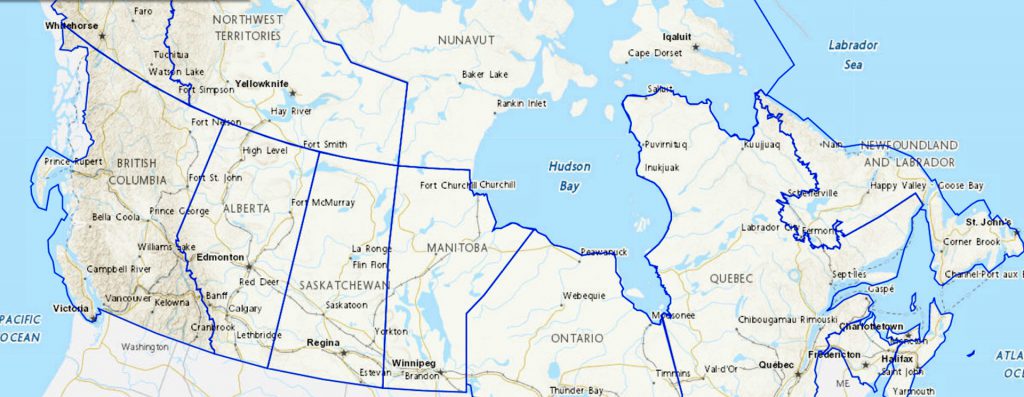 Faro
Whitehorse
NORTHWEST
TERRITORIES
NUNAVUT
Iqaluit
Cape Dorset
Labrador
Sea
Tuchitua
Watson Lake
Yellowknife
Baker Lake
Fort Simpson
Hay River
Rankin Inlet
Salluit
Fort Nelson
High Level
Fort Smith
Puvirnituq
Kuujjuaq
Nain
NEWFOUNDLAND
AND LABRADOR
Prince Rupert
BRITISH
COLUMBIA
Hudson
Bay
Inukjuak
Fort St. John
Fort Churchill
Churchill
Schefferville
Happy Valley
Goose Bay
Bella Coola
Prince George
ALBERTA
Fort McMurray
Labrador City
Fermont
St. John's
Corner Brook
Williams Lake
Edmonton
La Ronge
MANITOBA
Peawanuck
Campbell River
Flin Flon
Red Deer
SASKATCHEWAN
QUEBEC
Sept-Îles
Channel-Port aux B
Vancouver
Kelowna
Banff
Calgary
Saskatoon
Webequie
Gaspé
Victoria
Moosonee
Chibougamau
Rimouski
Charlottetown
PACIFIC
OCEAN
Cranbrook
Lethbridge
Yorkton
ONTARIO
Moncton
Washington
Regina
Winnipeg
Fredericton
Halifax
ATLA
OC
Estevan
Brandon
Timmins
Val-d'Or
Québec
Saint John
Thunder Bay
ME.
Yarmouth